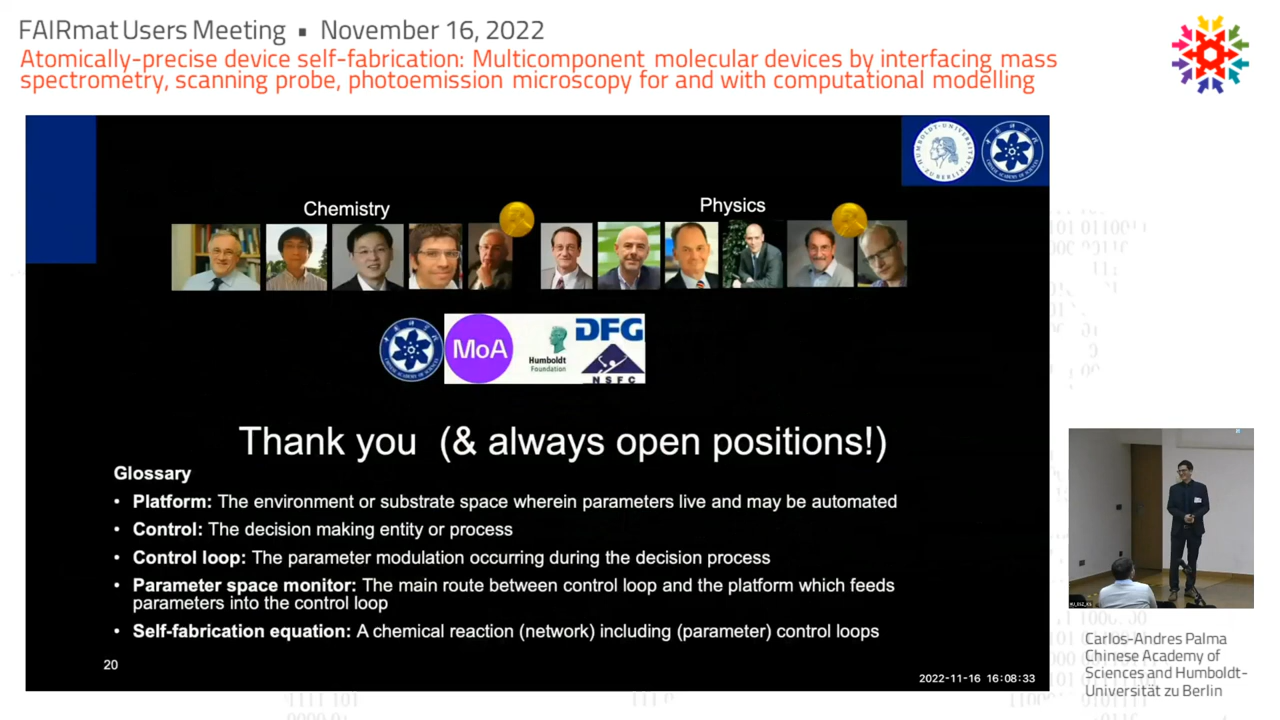 FAIRmat Users Meeting ▪ November 16, 2022
Atomically-precise device self-fabrication: Multicomponent molecular devices by interfacing mass
spectrometry, scanning probe, photoemission microscopy for and with computational modelling
Chemistry
Physics
MoA
Humboldt
Foundation
DFG
NSFC
Thank you (& always open positions!)
Glossary
• Platform: The environment or substrate space wherein parameters live and may be automated
• Control: The decision making entity or process
• Control loop: The parameter modulation occurring during the decision process
• Parameter space monitor: The main route between control loop and the platform which feeds
parameters into the control loop
• Self-fabrication equation: A chemical reaction (network) including (parameter) control loops
20
2022-11-16 16:08:33
Carlos-Andres Palma
Chinese Academy of
Sciences and Humboldt-
Universität zu Berlin